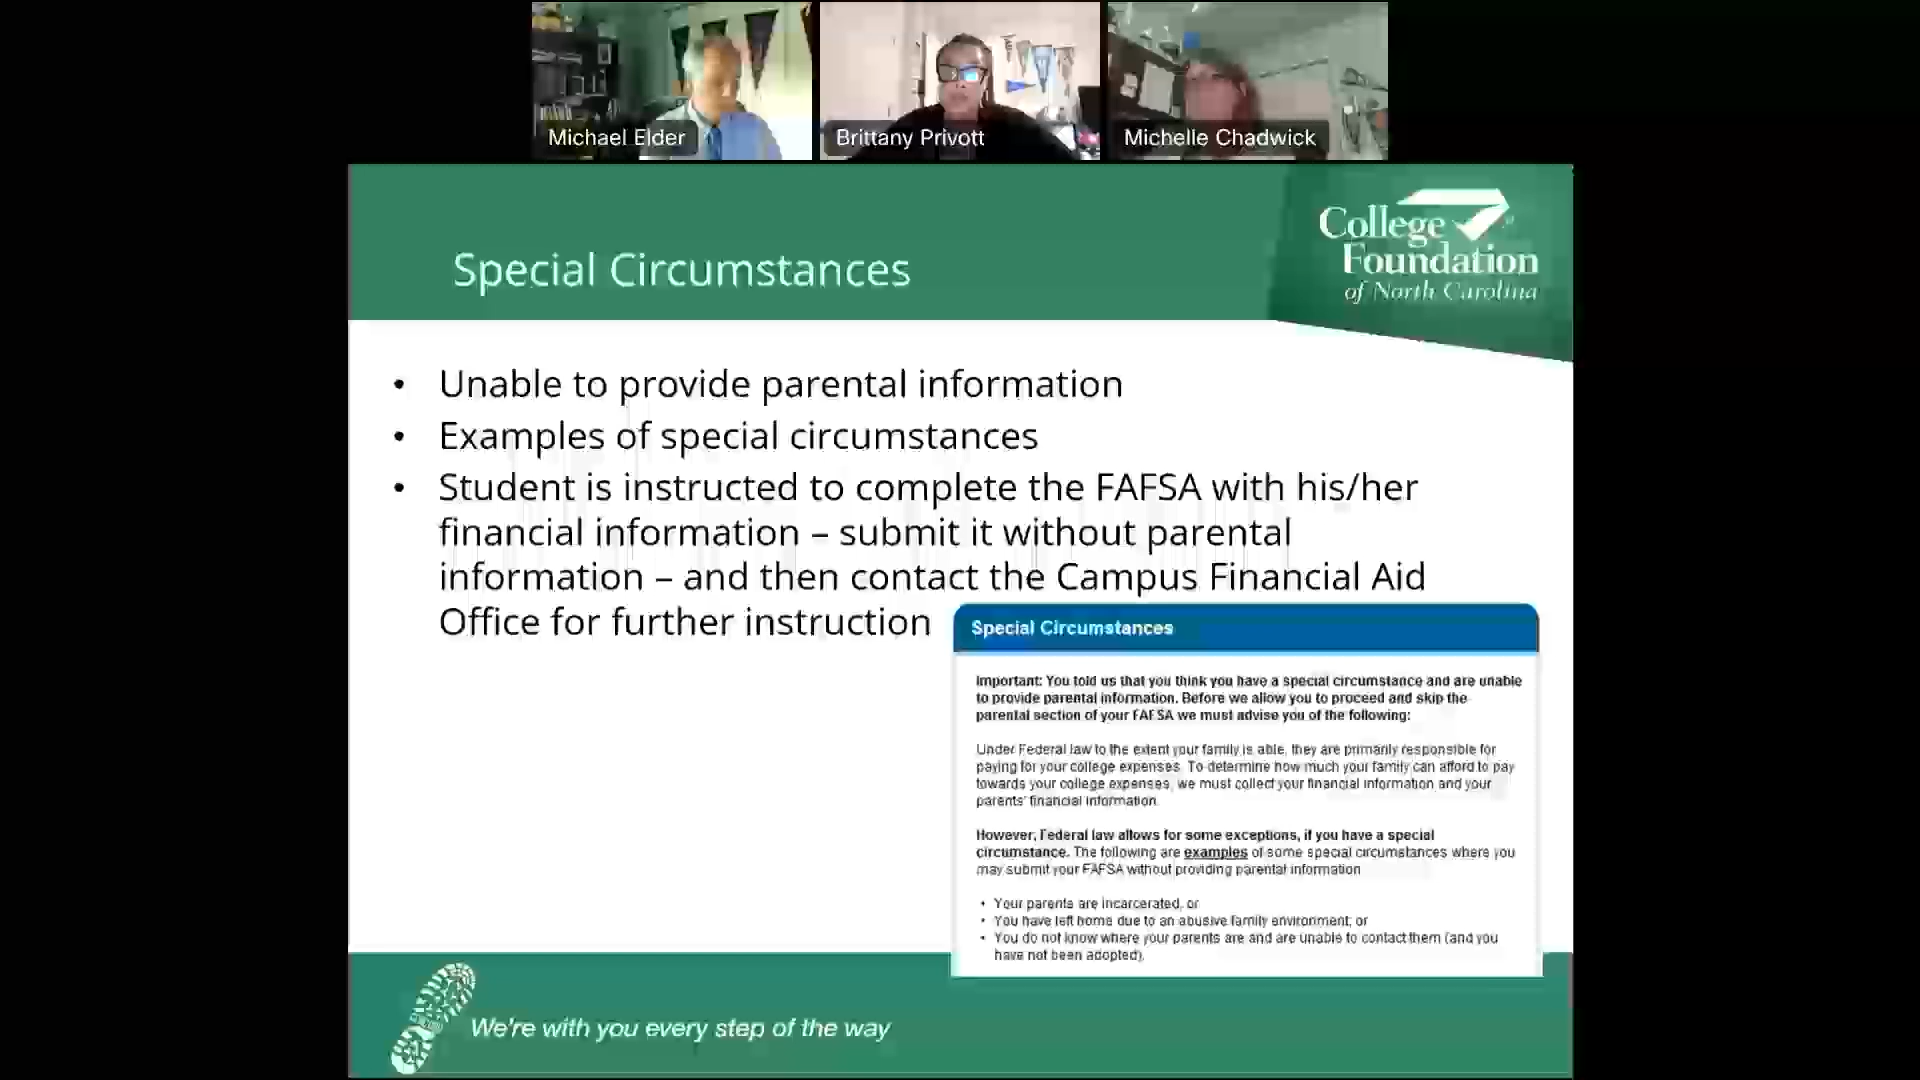 Michael Elder
Brittany Privott
Michelle Chadwick
College
Foundation
of North Carolina
Special Circumstances
• Unable to provide parental information
• Examples of special circumstances
• Student is instructed to complete the FAFSA with his/her
financial information – submit it without parental
information – and then contact the Campus Financial Aid
Office for further instruction
Special Circumstances
Important: You told us that you think you have a special circumstance and are unable
to provide parental information. Before we allow you to proceed and skip the
parental section of your FAFSA we must advise you of the following:
Under Federal law to the extent your family is able, they are primarily responsible for
paying for your college expenses. To determine how much your family can afford to pay
towards your college expenses, we must collect your financial information and your
parents' financial information.
However, Federal law allows for some exceptions, if you have a special
circumstance. The following are examples of some special circumstances where you
may submit your FAFSA without providing parental information
• Your parents are incarcerated, or
• You have left home due to an abusive family environment; or
• You do not know where your parents are and are unable to contact them (and you
have not been adopted).
We're with you every step of the way